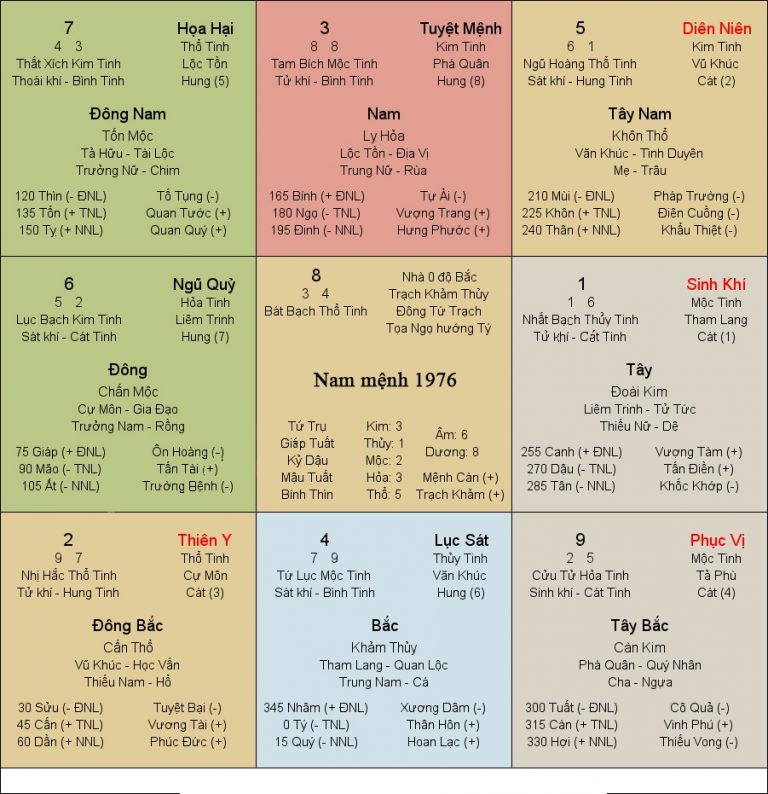 7 Họa Hại
4 3 Thổ Tinh
Thất Xích Kim Tinh Lộc Tồn
Thoái khí - Bình Tinh Hung (5)
Đông Nam
Tốn Mộc
Tả Hữu - Tài Lộc
Trưởng Nữ - Chim
120 Thìn (- ĐNL) Tố Tụng (-)
135 Tốn (+ TNL) Quan Tước (+)
150 Tỵ (+ NNL) Quan Quý (+)
3 Tuyệt Mệnh
8 8 Kim Tinh
Tam Bích Mộc Tinh Phá Quân
Tử khí - Bình Tinh Hung (8)
Nam
Ly Hỏa
Lộc Tồn - Địa Vị
Trung Nữ - Rùa
165 Bính (+ ĐNL) Tự Ải (-)
180 Ngọ (- TNL) Vượng Trang (+)
195 Đinh (- NNL) Hưng Phước (+)
5 Diên Niên
6 1 Kim Tinh
Ngũ Hoàng Thổ Tinh Vũ Khúc
Sát khí - Hung Tinh Cát (2)
Tây Nam
Khôn Thổ
Văn Khúc - Tình Duyên
Mẹ - Trâu
210 Mùi (- ĐNL) Pháp Trường (-)
225 Khôn (+ TNL) Điên Cuồng (-)
240 Thân (+ NNL) Khẩu Thiệt (-)
6 Ngũ Quỷ
5 2 Hỏa Tinh
Lục Bạch Kim Tinh Liêm Trinh
Sát khí - Cát Tinh Hung (7)
Đông
Chấn Mộc
Cự Môn - Gia Đạo
Trưởng Nam - Rồng
75 Giáp (+ ĐNL) Ôn Hoàng (-)
90 Mão (- TNL) Tấn Tài (+)
105 Ất (- NNL) Trường Bệnh (-)
8 Nhà 0 độ Bắc
3 4 Trạch Khảm Thủy
Bát Bạch Thổ Tinh Đông Tứ Trạch
Tọa Ngọ hướng Tý
Nam mệnh 1976
Tứ Trụ Kim: 3 Âm: 6
Giáp Tuất Thủy: 1 Dương: 8
Kỷ Dậu Mộc: 2
Mậu Tuất Hỏa: 3 Mệnh Càn (+)
Bính Thìn Thổ: 5 Trạch Khảm (+)
1 Sinh Khí
1 6 Mộc Tinh
Nhất Bạch Thủy Tinh Tham Lang
Tử khí - Cát Tinh Cát (1)
Tây
Đoài Kim
Liêm Trinh - Tử Tức
Thiếu Nữ - Dê
255 Canh (+ ĐNL) Vượng Tàm (+)
270 Dậu (- TNL) Tấn Điền (+)
285 Tân (- NNL) Khốc Khớp (-)
2 Thiên Y
9 7 Thổ Tinh
Nhị Hắc Thổ Tinh Cự Môn
Tử khí - Hung Tinh Cát (3)
Đông Bắc
Cấn Thổ
Vũ Khúc - Học Vấn
Thiếu Nam - Hổ
30 Sửu (- ĐNL) Tuyệt Bại (-)
45 Cấn (+ TNL) Vương Tài (+)
60 Dần (+ NNL) Phúc Đức (+)
4 Lục Sát
7 9 Thủy Tinh
Tứ Lục Mộc Tinh Văn Khúc
Sát khí - Bình Tinh Hung (6)
Bắc
Khảm Thủy
Tham Lang - Quan Lộc
Trung Nam - Cá
345 Nhâm (+ ĐNL) Xương Dâm (-)
0 Tý (- TNL) Thân Hôn (+)
15 Quý (- NNL) Hoan Lạc (+)
9 Phục Vị
2 5 Mộc Tinh
Cửu Tử Hỏa Tinh Tả Phù
Sinh khí - Cát Tinh Cát (4)
Tây Bắc
Càn Kim
Phá Quân - Quý Nhân
Cha - Ngựa
300 Tuất (- ĐNL) Cô Quả (-)
315 Càn (+ TNL) Vinh Phú (+)
330 Hợi (+ NNL) Thiếu Vong (-)